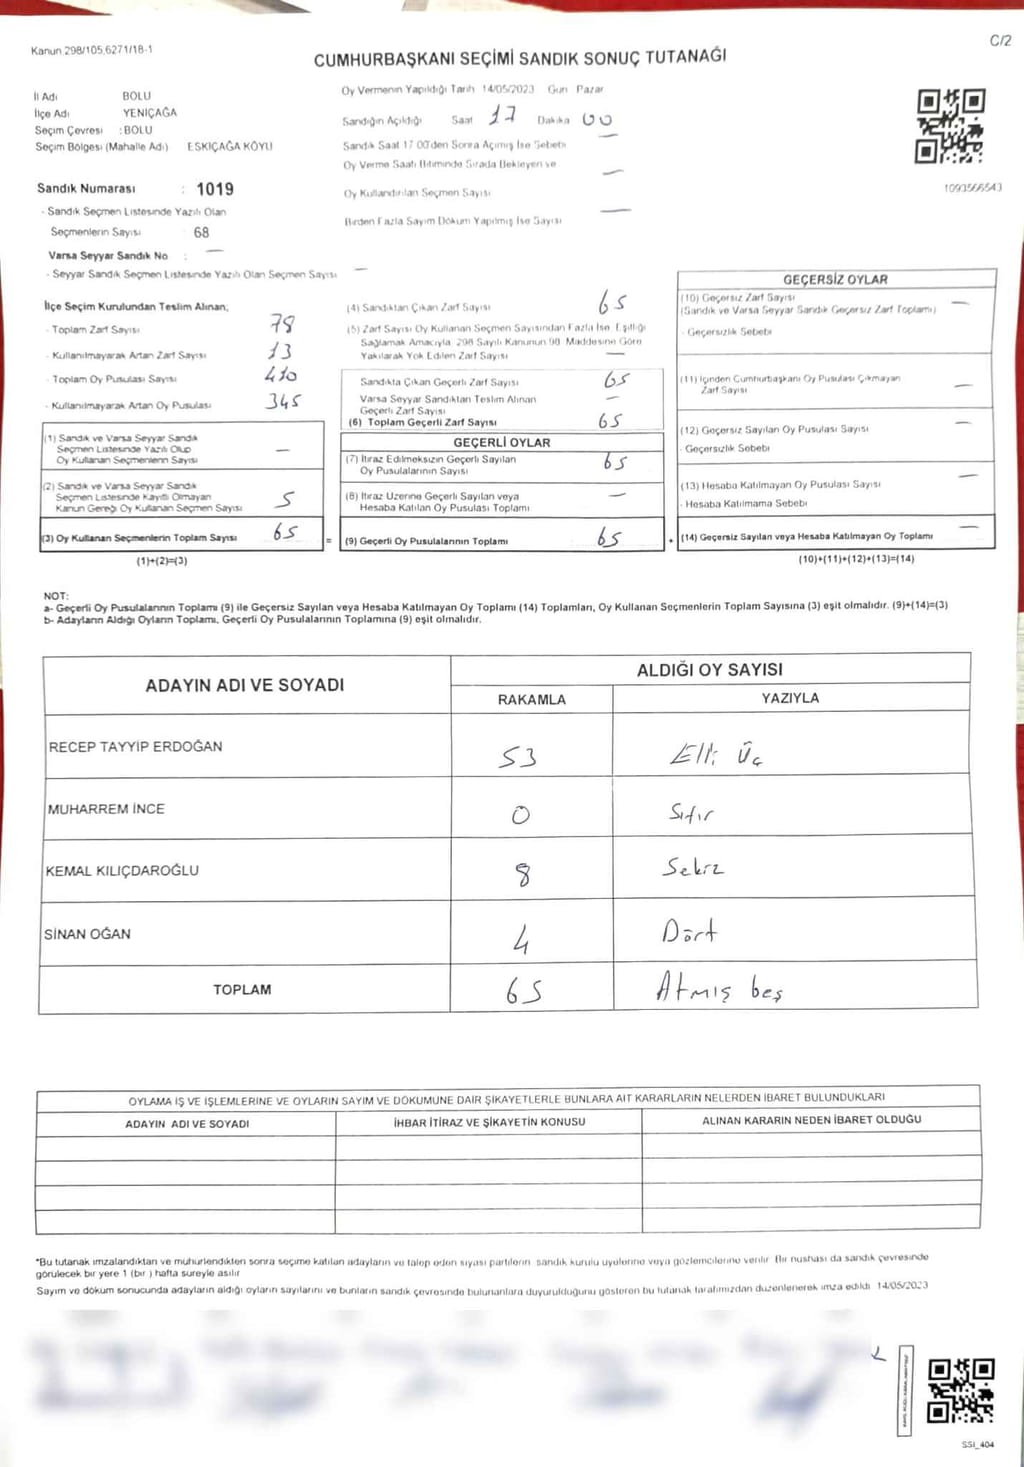 Kanun 298/105,6271/18-1
C/2
CUMHURBAŞKANI SEÇİMİ SANDIK SONUÇ TUTANAĞI
İl Adı BOLU
İlçe Adı YENİÇAĞA
Seçim Çevresi : BOLU
Seçim Bölgesi (Mahalle Adı) ESKİÇAĞA KÖYÜ
Oy Vermenin Yapıldığı Tarih 14/05/2023 Gün Pazar
Sandığın Açıldığı Saat 17 Dakika 00
Sandık Saat 17 00'den Sonra Açılmış İse Sebebi —
Oy Verme Saati Bitiminde Sırada Bekleyen ve
Oy Kullandırılan Seçmen Sayısı —
Birden Fazla Sayım Döküm Yapılmış İse Sayısı —
1093566543
Sandık Numarası : 1019
- Sandık Seçmen Listesinde Yazılı Olan
Seçmenlerin Sayısı : 68
Varsa Seyyar Sandık No : —
- Seyyar Sandık Seçmen Listesinde Yazılı Olan Seçmen Sayısı —
İlçe Seçim Kurulundan Teslim Alınan;
- Toplam Zarf Sayısı 78
- Kullanılmayarak Artan Zarf Sayısı 13
- Toplam Oy Pusulası Sayısı 410
- Kullanılmayarak Artan Oy Pusulası 345
(1) Sandık ve Varsa Seyyar Sandık
Seçmen Listesinde Yazılı Olup
Oy Kullanan Seçmenlerin Sayısı —
(2) Sandık ve Varsa Seyyar Sandık
Seçmen Listesinde Kayıtlı Olmayan
Kanun Gereği Oy Kullanan Seçmen Sayısı 5
(3) Oy Kullanan Seçmenlerin Toplam Sayısı 65
(1)+(2)=(3)
=
(4) Sandıktan Çıkan Zarf Sayısı 65
(5) Zarf Sayısı Oy Kullanan Seçmen Sayısından Fazla İse, Eşitliği
Sağlamak Amacıyla, 298 Sayılı Kanunun 98. Maddesine Göre
Yakılarak Yok Edilen Zarf Sayısı —
Sandıkta Çıkan Geçerli Zarf Sayısı 65
Varsa Seyyar Sandıktan Teslim Alınan
Geçerli Zarf Sayısı —
(6) Toplam Geçerli Zarf Sayısı 65
GEÇERLİ OYLAR
(7) İtiraz Edilmeksizin Geçerli Sayılan
Oy Pusulalarının Sayısı 65
(8) İtiraz Üzerine Geçerli Sayılan veya
Hesaba Katılan Oy Pusulası Toplamı —
(9) Geçerli Oy Pusulalarının Toplamı 65
+
GEÇERSİZ OYLAR
(10) Geçersiz Zarf Sayısı —
(Sandık ve Varsa Seyyar Sandık Geçersiz Zarf Toplamı)
- Geçersizlik Sebebi
(11) İçinden Cumhurbaşkanı Oy Pusulası Çıkmayan
Zarf Sayısı —
(12) Geçersiz Sayılan Oy Pusulası Sayısı —
- Geçersizlik Sebebi
(13) Hesaba Katılmayan Oy Pusulası Sayısı —
- Hesaba Katılmama Sebebi
(14) Geçersiz Sayılan veya Hesaba Katılmayan Oy Toplamı —
(10)+(11)+(12)+(13)=(14)
NOT:
a- Geçerli Oy Pusulalarının Toplamı (9) ile Geçersiz Sayılan veya Hesaba Katılmayan Oy Toplamı (14) Toplamları, Oy Kullanan Seçmenlerin Toplam Sayısına (3) eşit olmalıdır. (9)+(14)=(3)
b- Adayların Aldığı Oyların Toplamı, Geçerli Oy Pusulalarının Toplamına (9) eşit olmalıdır.
ADAYIN ADI VE SOYADI
ALDIĞI OY SAYISI
RAKAMLA YAZIYLA
RECEP TAYYİP ERDOĞAN 53 Elli Üç
MUHARREM İNCE 0 Sıfır
KEMAL KILIÇDAROĞLU 8 Sekiz
SİNAN OĞAN 4 Dört
TOPLAM 65 Atmış beş
OYLAMA İŞ VE İŞLEMLERİNE VE OYLARIN SAYIM VE DÖKÜMÜNE DAİR ŞİKAYETLERLE BUNLARA AİT KARARLARIN NELERDEN İBARET BULUNDUKLARI
ADAYIN ADI VE SOYADI İHBAR İTİRAZ VE ŞİKAYETİN KONUSU ALINAN KARARIN NEDEN İBARET OLDUĞU
*Bu tutanak imzalandıktan ve mühürlendikten sonra seçime katılan adayların ve talep eden siyasi partilerin sandık kurulu üyelerine veya gözlemcilerine verilir. Bir nüshası da sandık çevresinde
görülecek bir yere 1 (bir ) hafta süreyle asılır
Sayım ve döküm sonucunda adayların aldığı oyların sayılarını ve bunların sandık çevresinde bulunanlara duyurulduğunu gösteren bu tutanak tarafımızdan düzenlenerek imza edildi. 14/05/2023
SSI_404